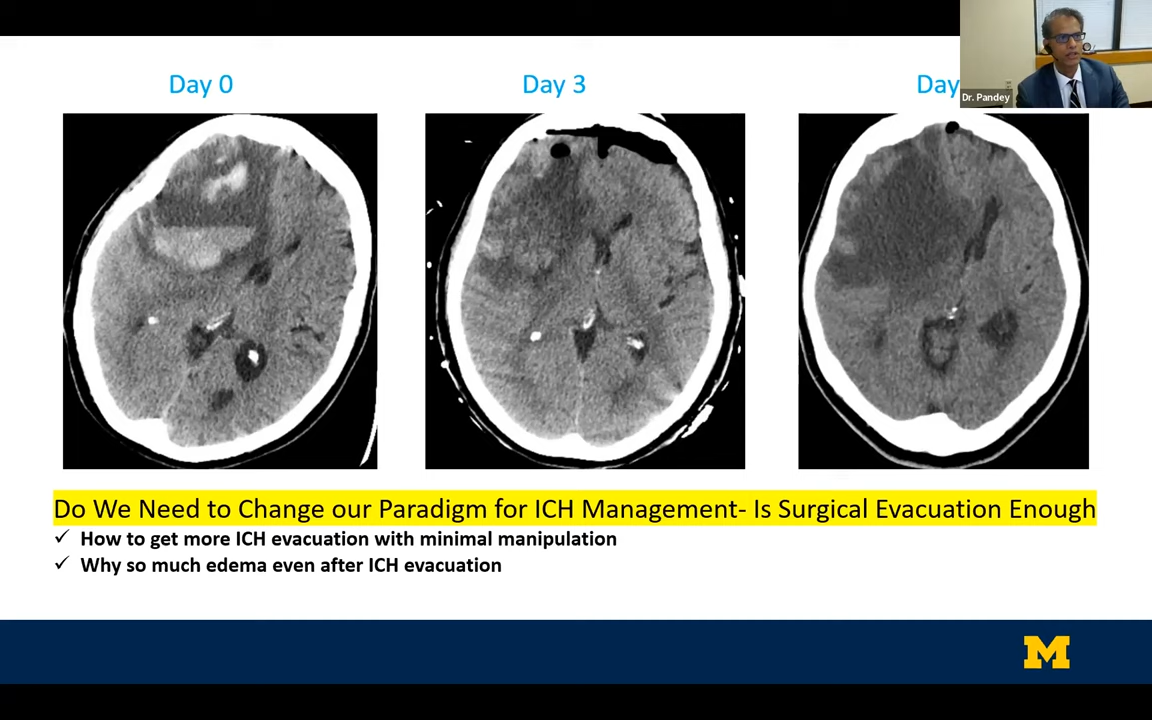 Day 0
Day 3
Day
Dr. Pandey
Do We Need to Change our Paradigm for ICH Management- Is Surgical Evacuation Enough
✓ How to get more ICH evacuation with minimal manipulation
✓ Why so much edema even after ICH evacuation
M